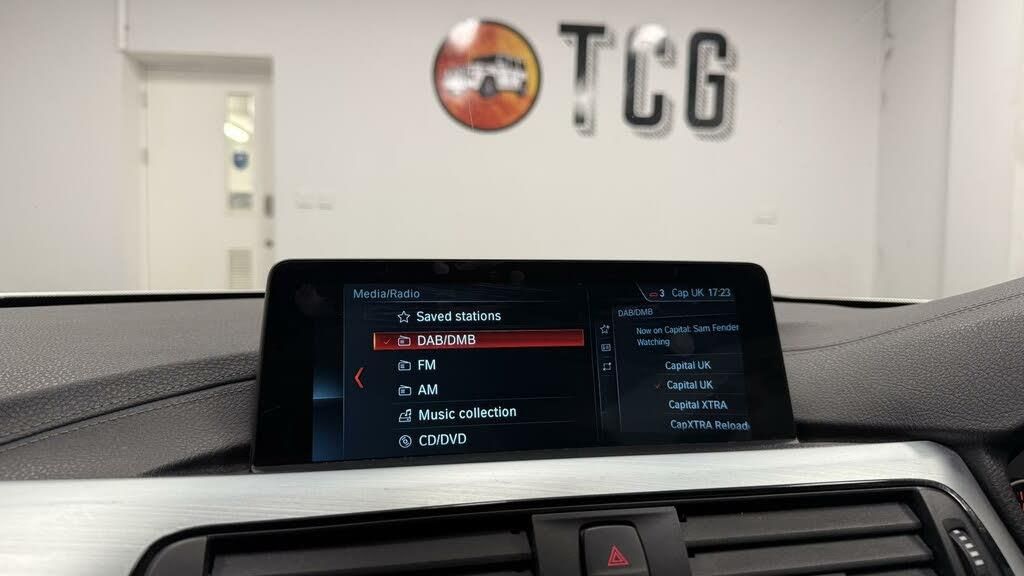 TCG
Media/Radio
3 Cap UK 17:23
Saved stations
DAB/DMB
FM
AM
Music collection
CD/DVD
DAB/DMB
Now on Capital: Sam Fender
Watching
Capital UK
Capital UK
Capital XTRA
CapXTRA Reload